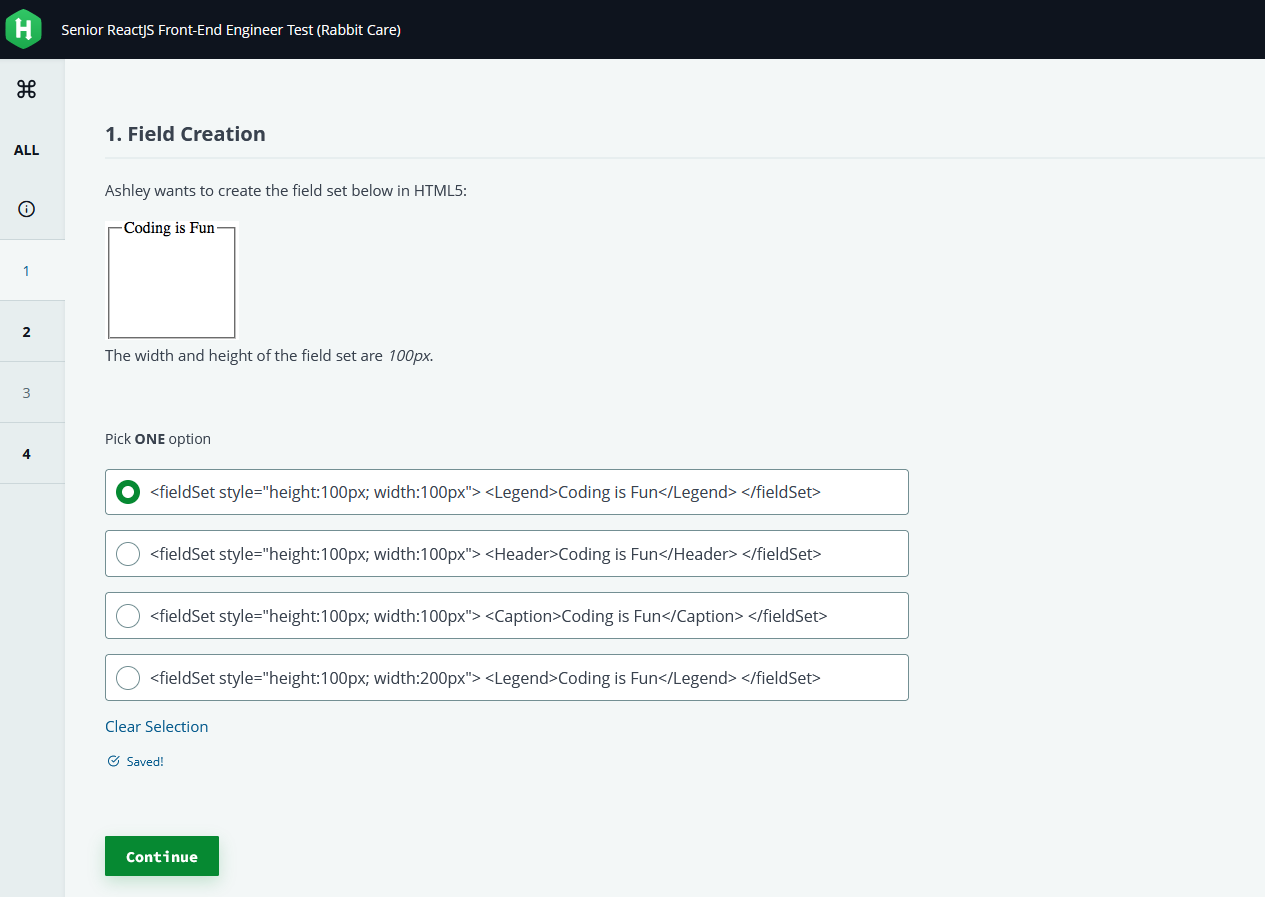 H
Senior ReactJS Front-End Engineer Test (Rabbit Care)
ALL
1
2
3
4
1. Field Creation
Ashley wants to create the field set below in HTML5:
Coding is Fun
The width and height of the field set are 100px.
Pick ONE option
<fieldSet style="height:100px; width:100px"> <Legend>Coding is Fun</Legend> </fieldSet>
<fieldSet style="height:100px; width:100px"> <Header>Coding is Fun</Header> </fieldSet>
<fieldSet style="height:100px; width:100px"> <Caption>Coding is Fun</Caption> </fieldSet>
<fieldSet style="height:100px; width:200px"> <Legend>Coding is Fun</Legend> </fieldSet>
Clear Selection
Saved!
Continue